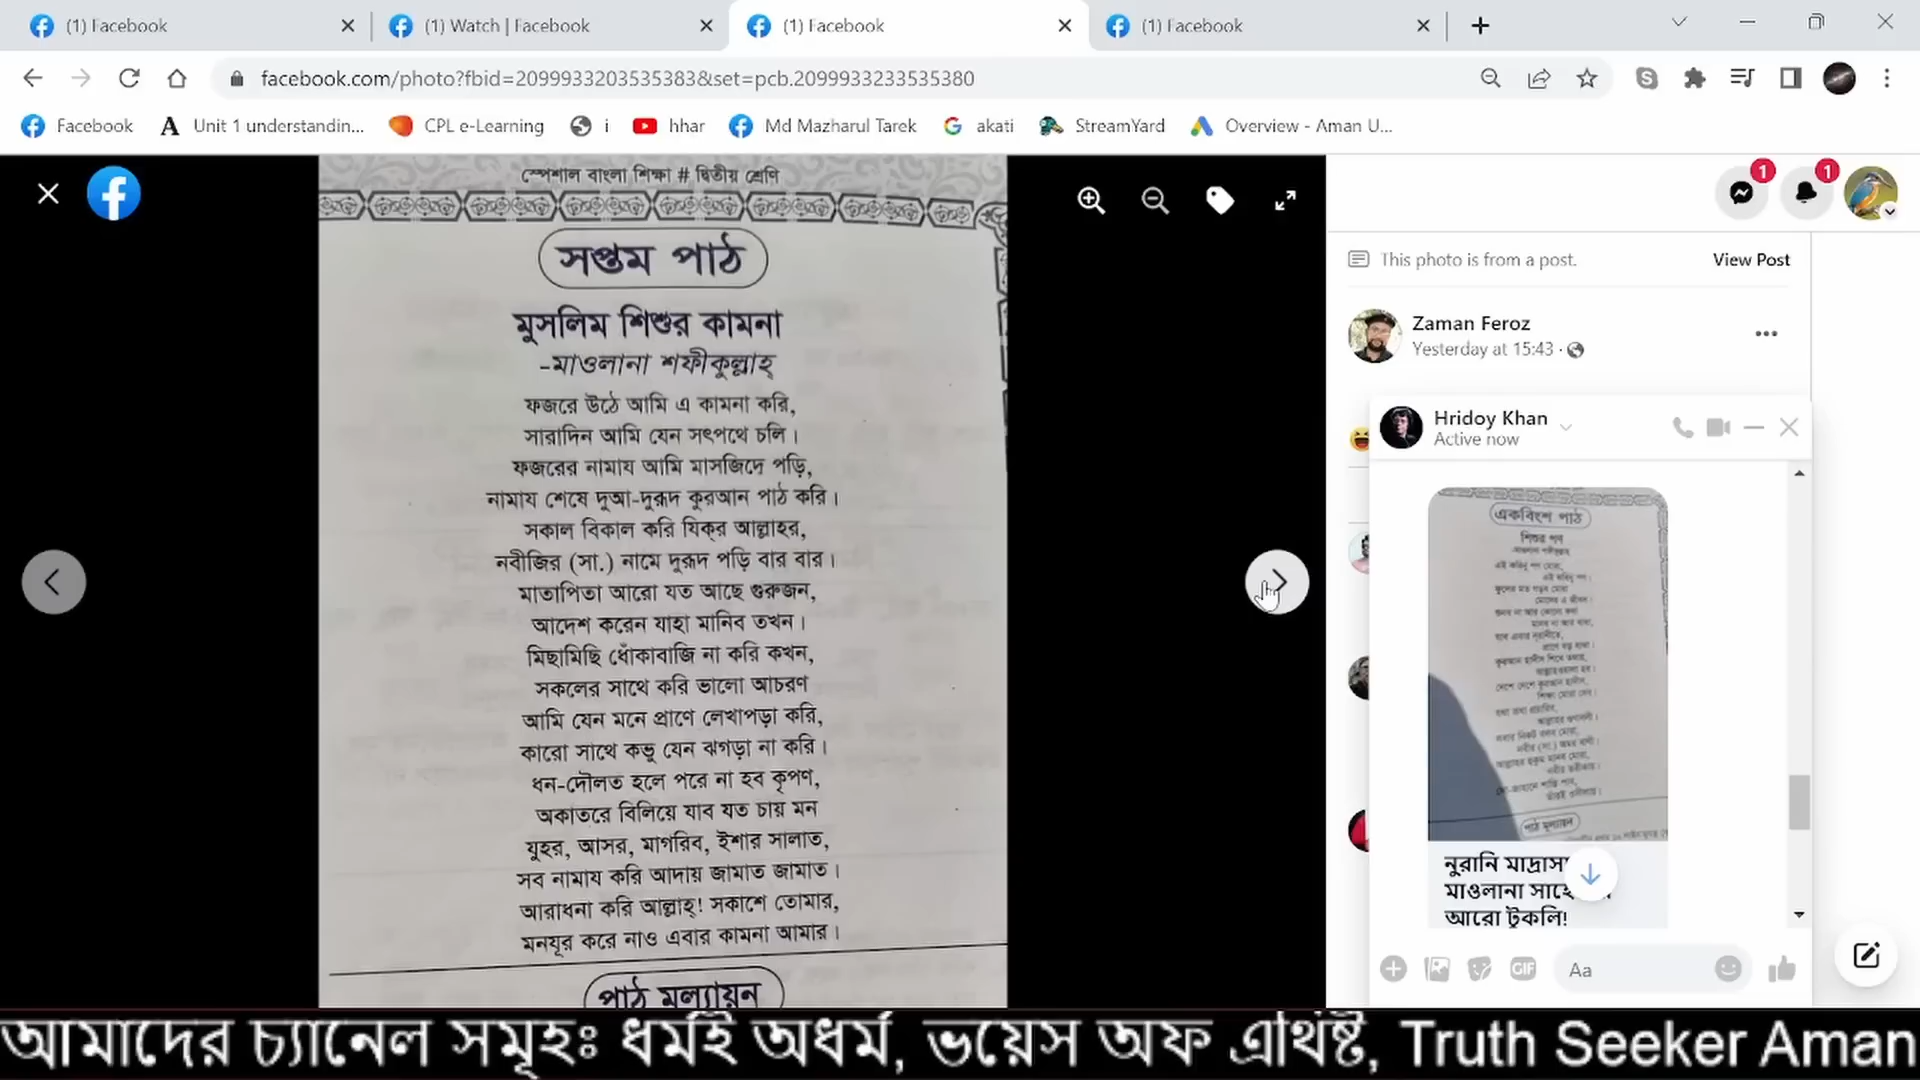 (1) Facebook
(1) Watch | Facebook
(1) Facebook
(1) Facebook
facebook.com/photo?fbid=2099933203535383&set=pcb.2099933233535380
Facebook
Unit 1 understandin...
CPL e-Learning
i
hhar
Md Mazharul Tarek
akati
StreamYard
Overview - Aman U...
স্পেশাল বাংলা শিক্ষা # দ্বিতীয় শ্রেণি
সপ্তম পাঠ
মুসলিম শিশুর কামনা
-মাওলানা শফীকুল্লাহ্
ফজরে উঠে আমি এ কামনা করি,
সারাদিন আমি যেন সৎপথে চলি।
ফজরের নামায আমি মাসজিদে পড়ি,
নামায শেষে দুআ-দুরূদ কুরআন পাঠ করি।
সকাল বিকাল করি যিক্‌র আল্লাহর,
নবীজির (সা.) নামে দুরূদ পড়ি বার বার।
মাতাপিতা আরো যত আছে গুরুজন,
আদেশ করেন যাহা মানিব তখন।
মিছামিছি ধোঁকাবাজি না করি কখন,
সকলের সাথে করি ভালো আচরণ
আমি যেন মনে প্রাণে লেখাপড়া করি,
কারো সাথে কভু যেন ঝগড়া না করি।
ধন-দৌলত হলে পরে না হব কৃপণ,
অকাতরে বিলিয়ে যাব যত চায় মন
যুহর, আসর, মাগরিব, ইশার সালাত,
সব নামায করি আদায় জামাত জামাত।
আরাধনা করি আল্লাহ্! সকাশে তোমার,
মনযূর করে নাও এবার কামনা আমার।
পাঠ মূল্যায়ন
1
1
This photo is from a post.
View Post
Zaman Feroz
Yesterday at 15:43
Hridoy Khan
Active now
একবিংশ পাঠ
শিশুর পণ
পাঠ মূল্যায়ন
নুরানি মাদ্রাসা
মাওলানা
আরো টুকলি!
GIF
Aa
আমাদের চ্যানেল সমূহঃ ধর্মই অধর্ম, ভয়েস অফ এথিষ্ট, Truth Seeker Aman